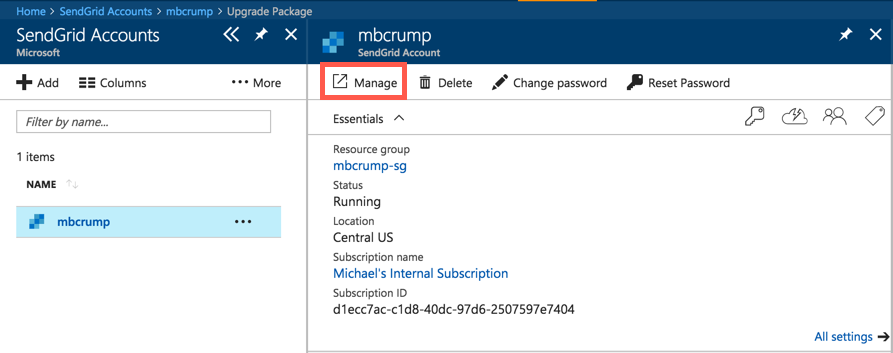 Home > SendGrid Accounts > mbcrump > Upgrade Package
SendGrid Accounts
Microsoft
Add Columns More
Filter by name...
1 items
NAME
mbcrump
mbcrump
SendGrid Account
Manage Delete Change password Reset Password
Essentials
Resource group
mbcrump-sg
Status
Running
Location
Central US
Subscription name
Michael's Internal Subscription
Subscription ID
d1ecc7ac-c1d8-40dc-97d6-2507597e7404
All settings